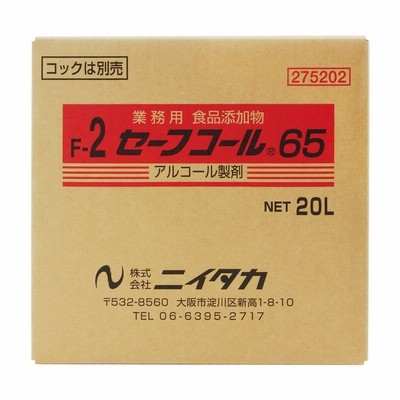 コックは別売
275202
業務用 食品添加物
F-2 セーフコール®65
アルコール製剤
NET 20L
株式会社 ニイタカ
〒532-8560 大阪市淀川区新高1-8-10
TEL 06-6395-2717